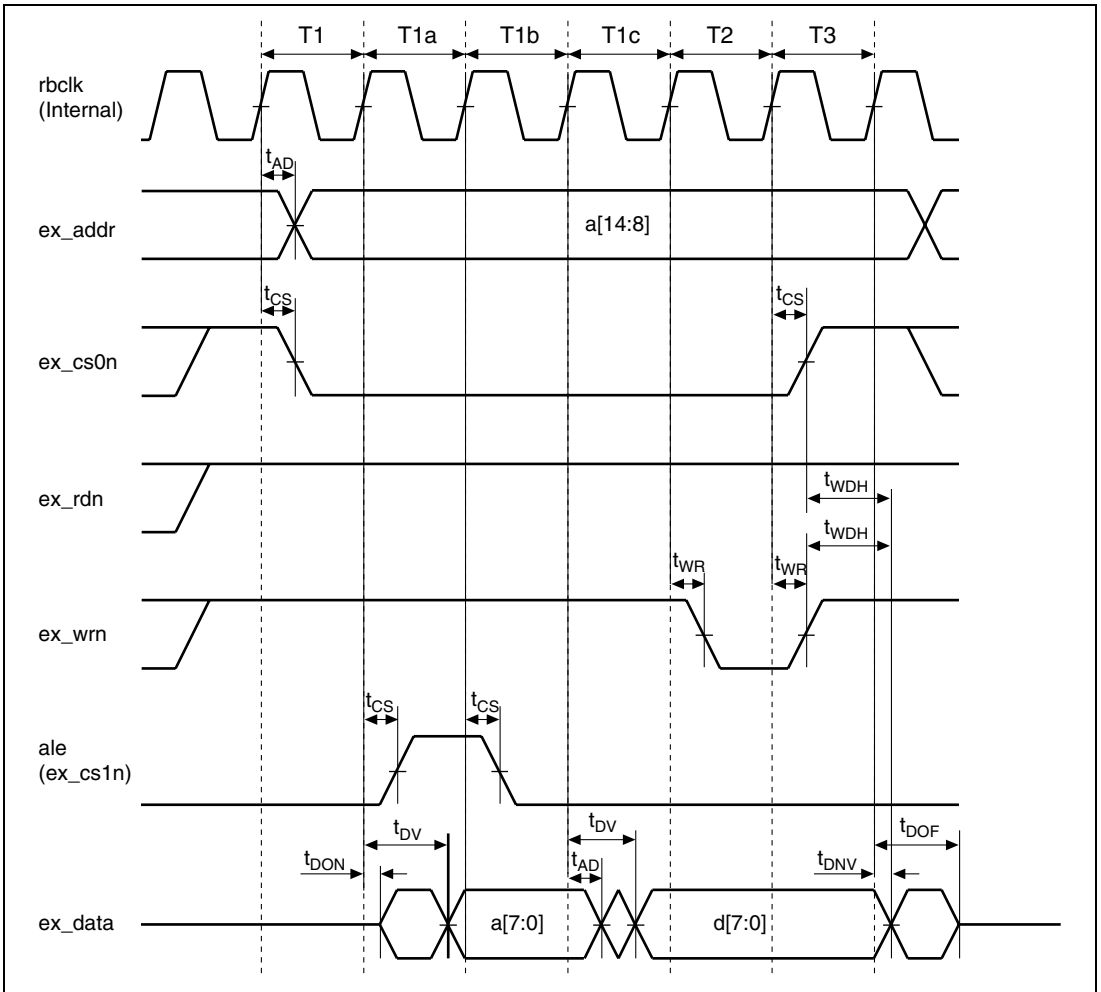 T1 T1a T1b T1c T2 T3
rbclk
(Internal)
tAD
ex_addr
a[14:8]
tCS tCS
ex_cs0n
ex_rdn
tWDH
tWDH
tWR tWR
ex_wrn
tCS tCS
ale
(ex_cs1n)
tDV tDV tDOF
tDON tAD tDNV
ex_data
a[7:0] d[7:0]